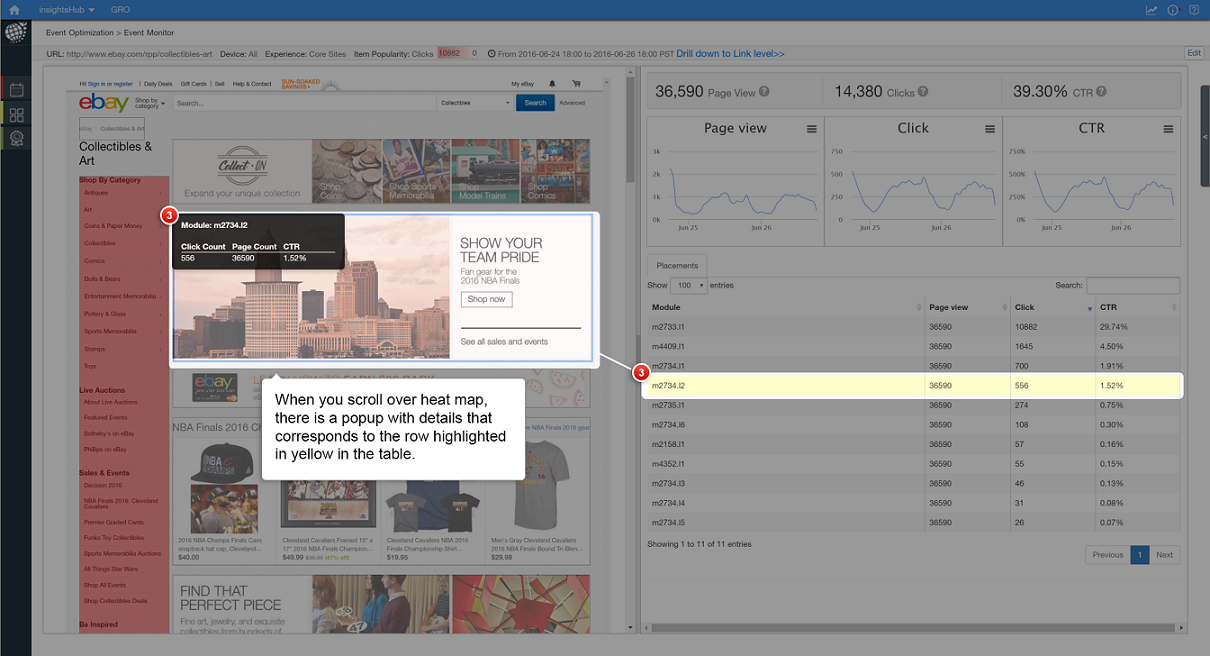 insightsHub GRO
Event Optimization > Event Monitor
URL: http://www.ebay.com/rpp/collectibles-art Device: All Experience: Core Sites Item Popularity: Clicks 10882 0 From 2016-06-24 18:00 to 2016-06-26 18:00 PST Drill down to Link level>>
Edit
Hi! Sign in or register Daily Deals Gift Cards Sell Help & Contact
SUN-SOAKED
SAVINGS
My eBay
ebay
Shop by
category
Search...
Collectibles
Search
Advanced
eBay Collectibles & Art
Collectibles &
Art
Shop By Category
Antiques
Art
Coins & Paper Money
Collectibles
Comics
Dolls & Bears
Entertainment Memorabilia
Pottery & Glass
Sports Memorabilia
Stamps
Toys
Live Auctions
About Live Auctions
Featured Events
Sotheby's on eBay
Phillips on eBay
Sales & Events
Decision 2016
NBA Finals 2016: Cleveland
Cavaliers
Premier Graded Cards
Funko Toy Collectibles
Sports Memorabilia Auctions
All Things Star Wars
Shop All Events
Shop Collectibles Deals
Be Inspired
Collect ON
Expand your unique collection
Shop
Coins
Shop Sports
Memorabilia
Shop
Model Trains
Shop
Comics
3
Module: m2734.l2
Click Count Page Count CTR
556 36590 1.52%
SHOW YOUR
TEAM PRIDE
Fan gear for the
2016 NBA Finals
Shop now
See all sales and events
ebay
When you scroll over heat map,
there is a popup with details that
corresponds to the row highlighted
in yellow in the table.
2016 NBA Champs Finals Cavs
snapback hat cap, Cleveland...
$40.00
Cleveland Cavaliers Framed 15" x
17" 2016 NBA Finals Champion...
$49.99
Cleveland Cavaliers 2016 NBA
Finals Championship Shirt...
$19.95
Men's Gray Cleveland Cavaliers
2016 NBA Finals Bound Tri-Blen...
$29.99
FIND THAT
PERFECT PIECE
Fine art, jewelry, and exquisite
collectibles from hundreds of
47
36,590 Page View
14,380 Clicks
39.30% CTR
Page view
3k
2k
1k
0k
Jun 25 Jun 26
Click
750
500
250
0
Jun 25 Jun 26
CTR
750%
500%
250%
0%
Jun 25 Jun 26
Placements
Show 100 entries
Search:
Module Page view Click CTR
m2733.l1 36590 10882 29.74%
m4409.l1 36590 1645 4.50%
m2734.l1 36590 700 1.91%
3
m2734.l2 36590 556 1.52%
m2735.l1 36590 274 0.75%
m2734.l6 36590 108 0.30%
m2158.l1 36590 57 0.16%
m4352.l1 36590 55 0.15%
m2734.l3 36590 46 0.13%
m2734.l4 36590 31 0.08%
m2734.l5 36590 26 0.07%
Showing 1 to 11 of 11 entries
Previous 1 Next